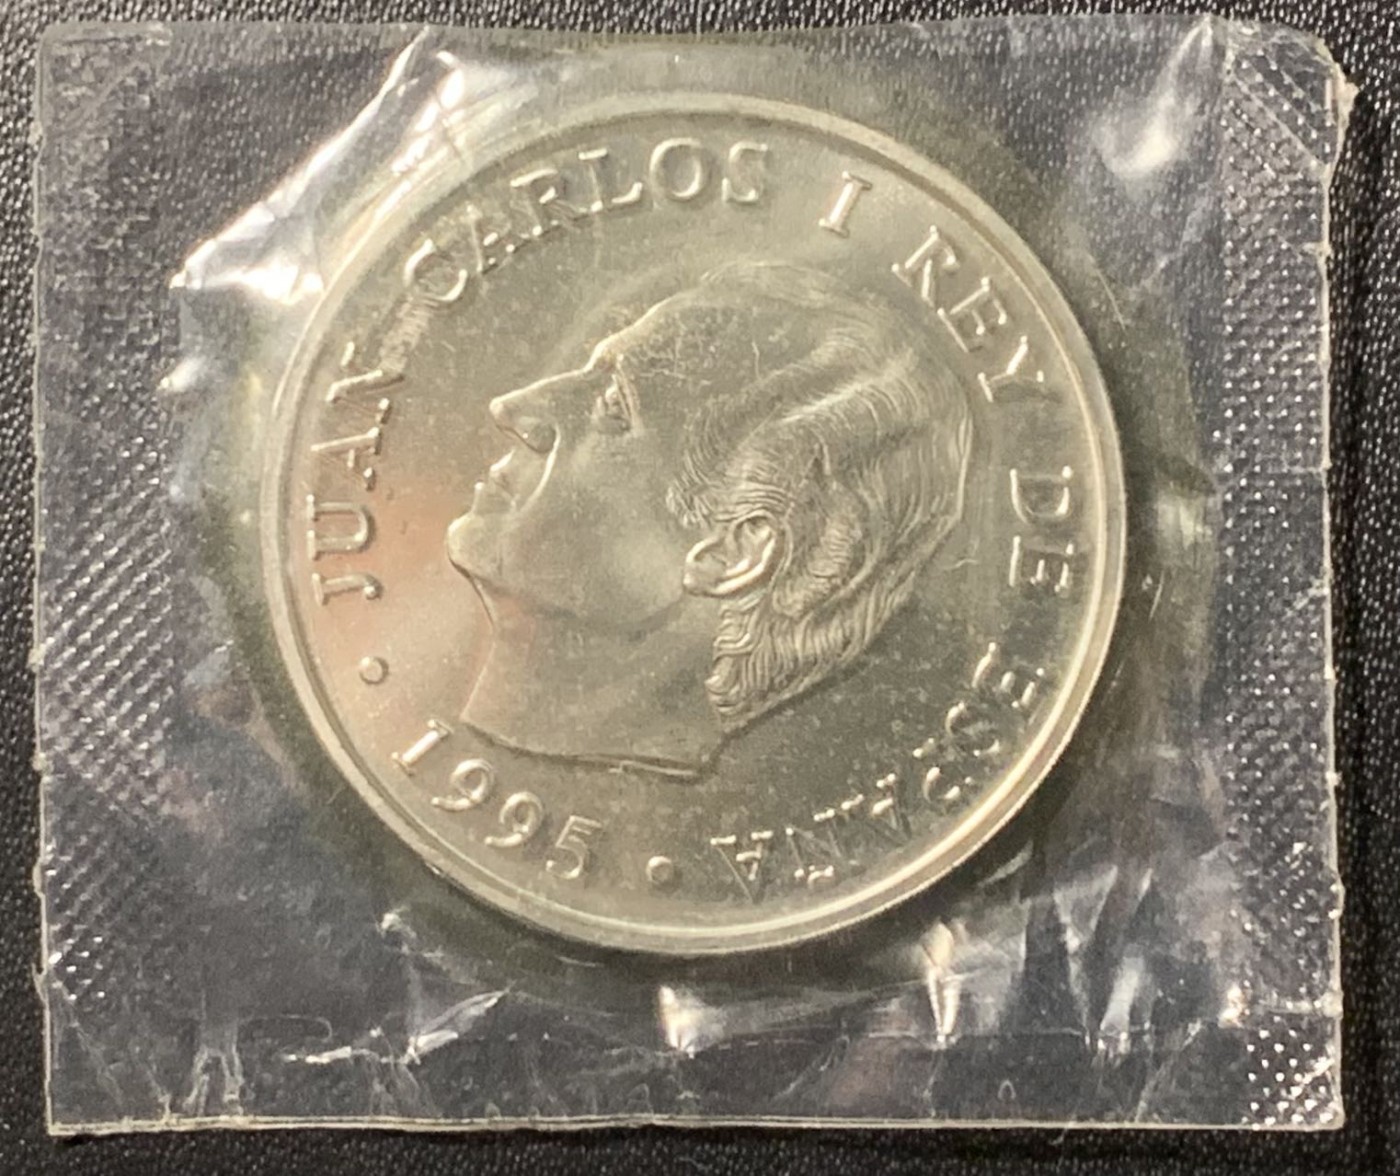 • JUAN CARLOS I REY DE ESPAÑA •
1995